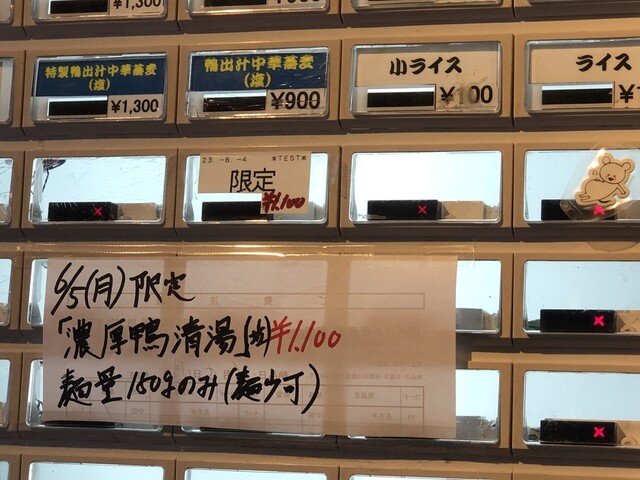 ¥1,300
特製鴨出汁中華蕎麦
(塩)
¥1,300
鴨出汁中華蕎麦
(塩)
¥900
小ライス
¥100
ライス
23.-6.-4 *TEST*
限定
¥1,100
6/5(月)限定
「濃厚鴨清湯」(塩)¥1,100
麺量150gのみ(麺少可)